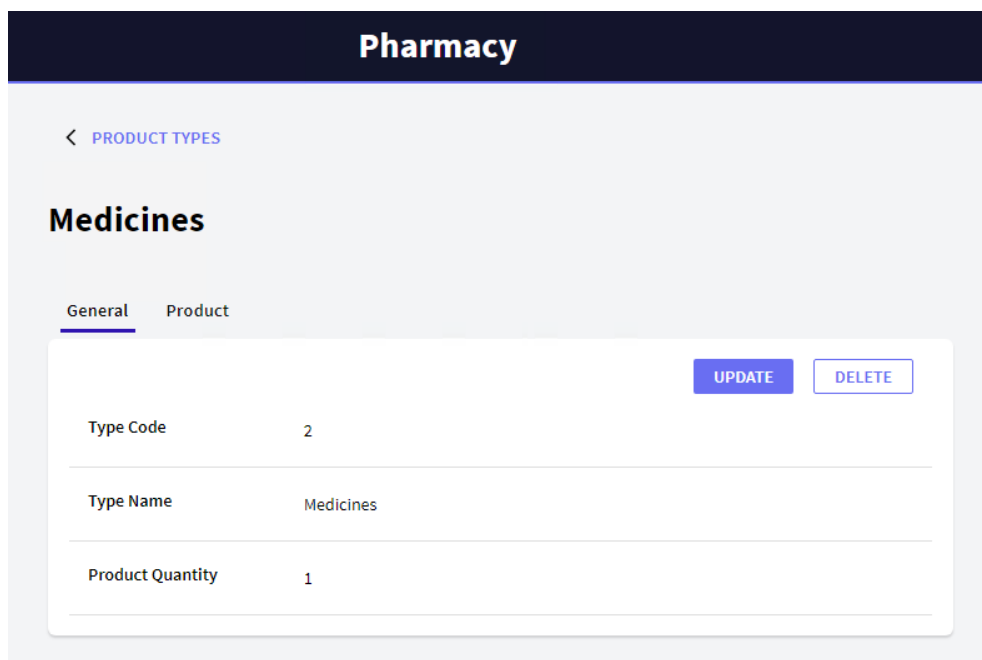 Pharmacy
PRODUCT TYPES
Medicines
General Product
UPDATE DELETE
Type Code 2
Type Name Medicines
Product Quantity 1